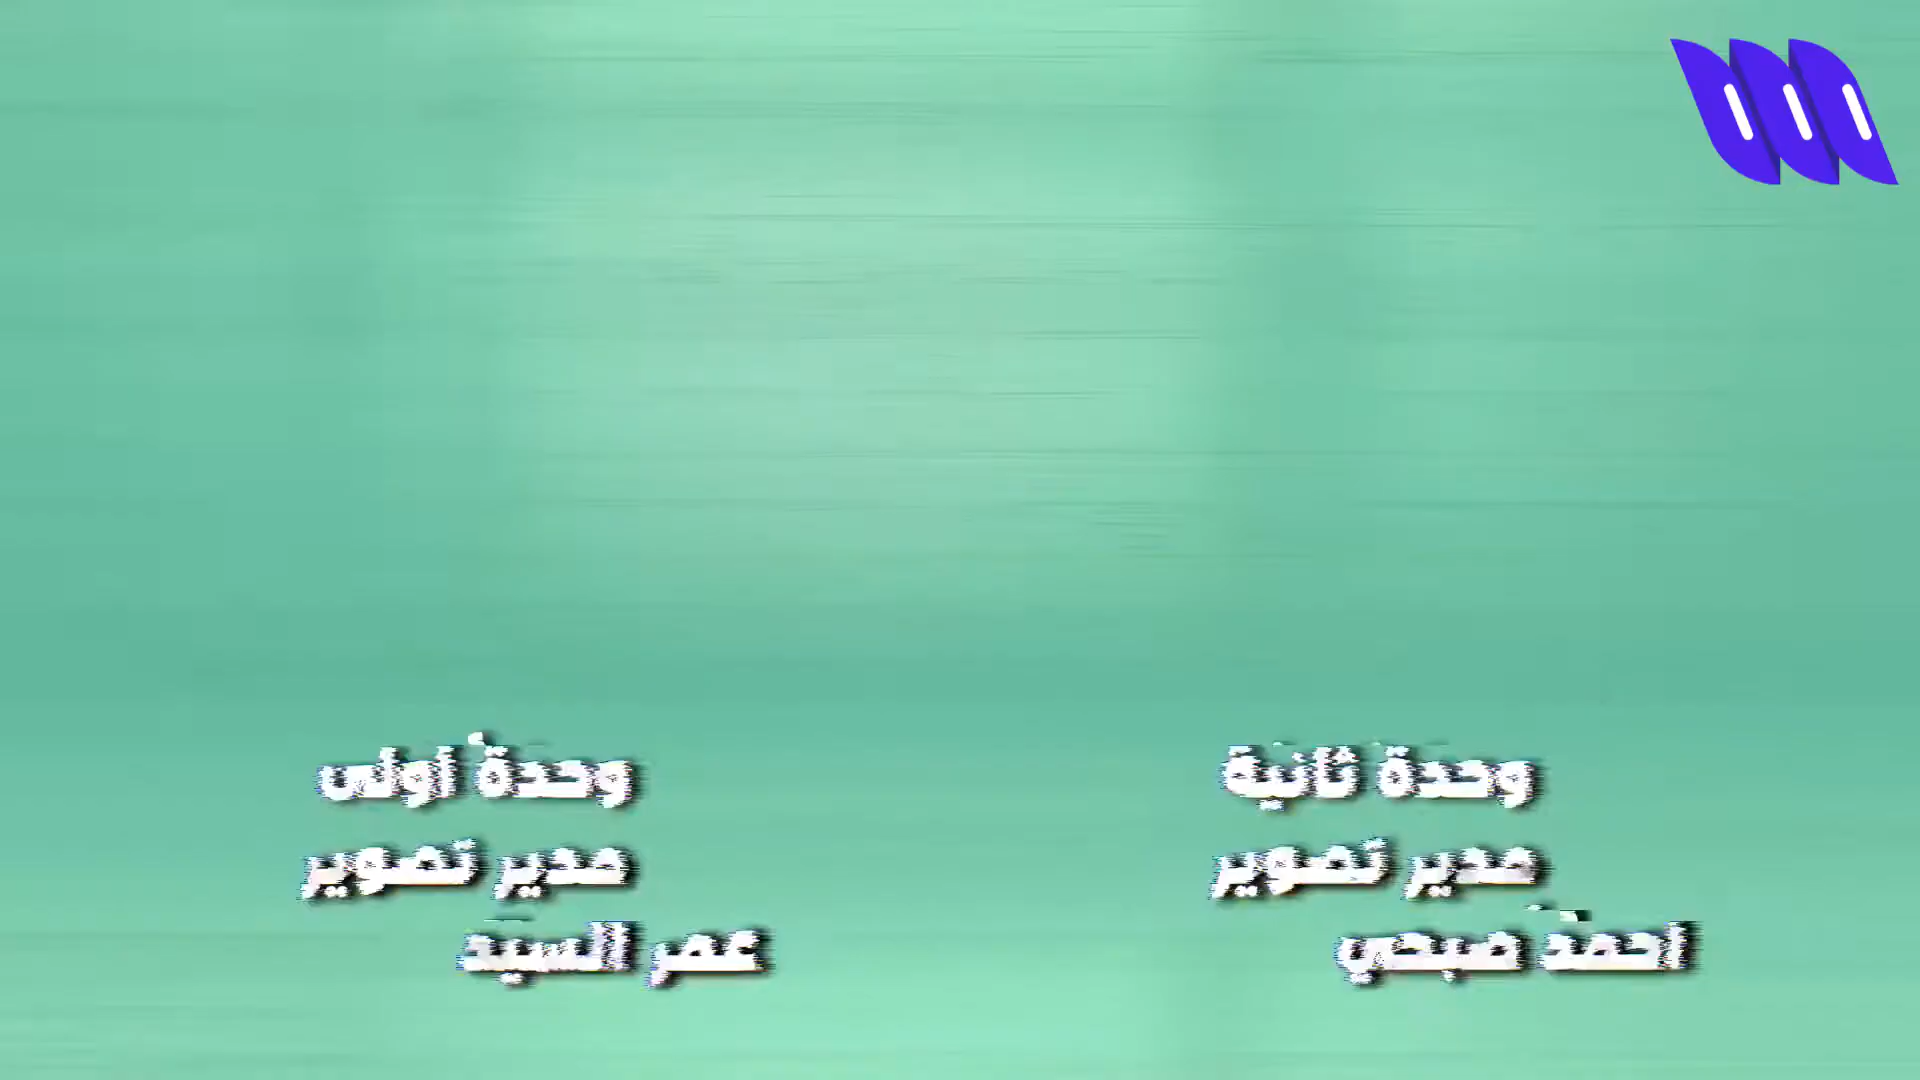 وحدة ثانية
مدير تصوير
أحمد صبحي
وحدة أولى
مدير تصوير
عمر السيد